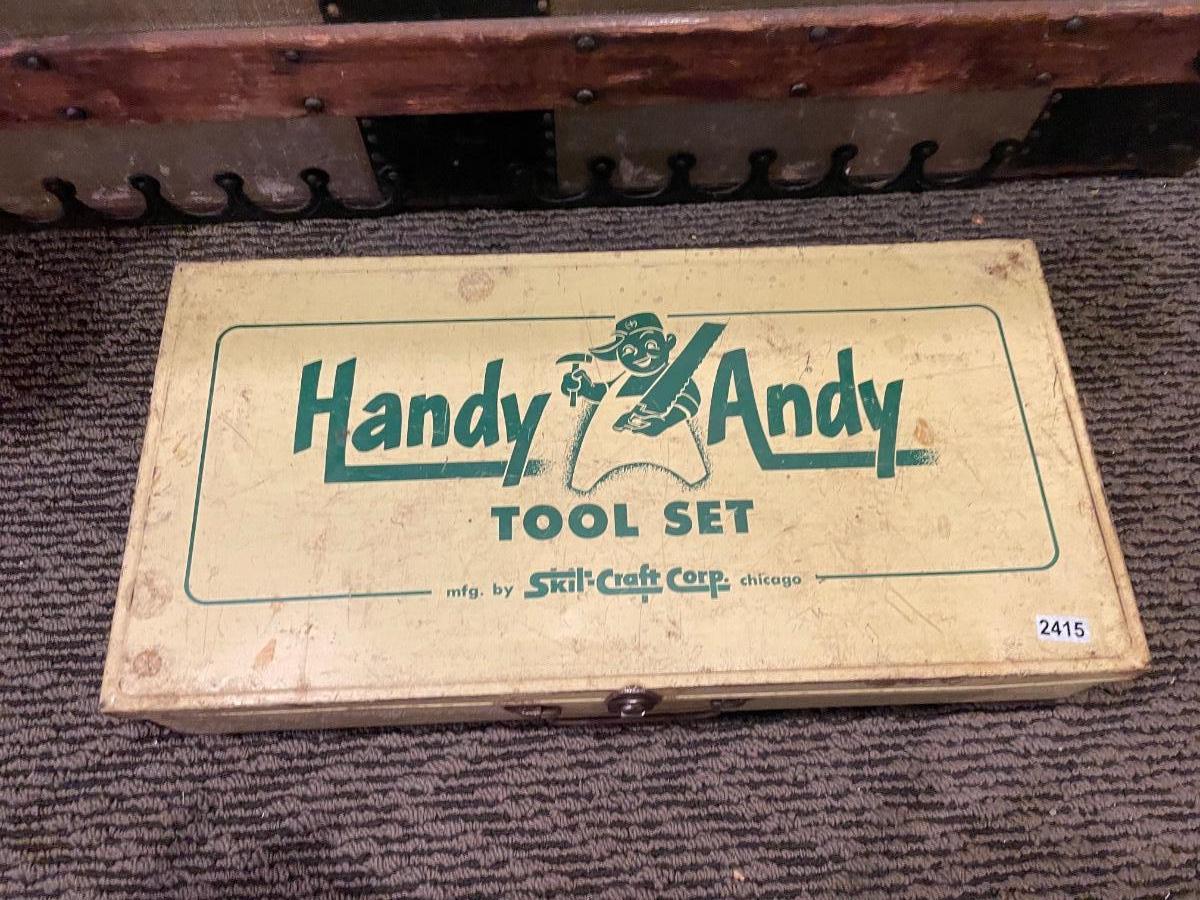 Handy Andy
TOOL SET
mfg. by Skil-Craft Corp. chicago
2415